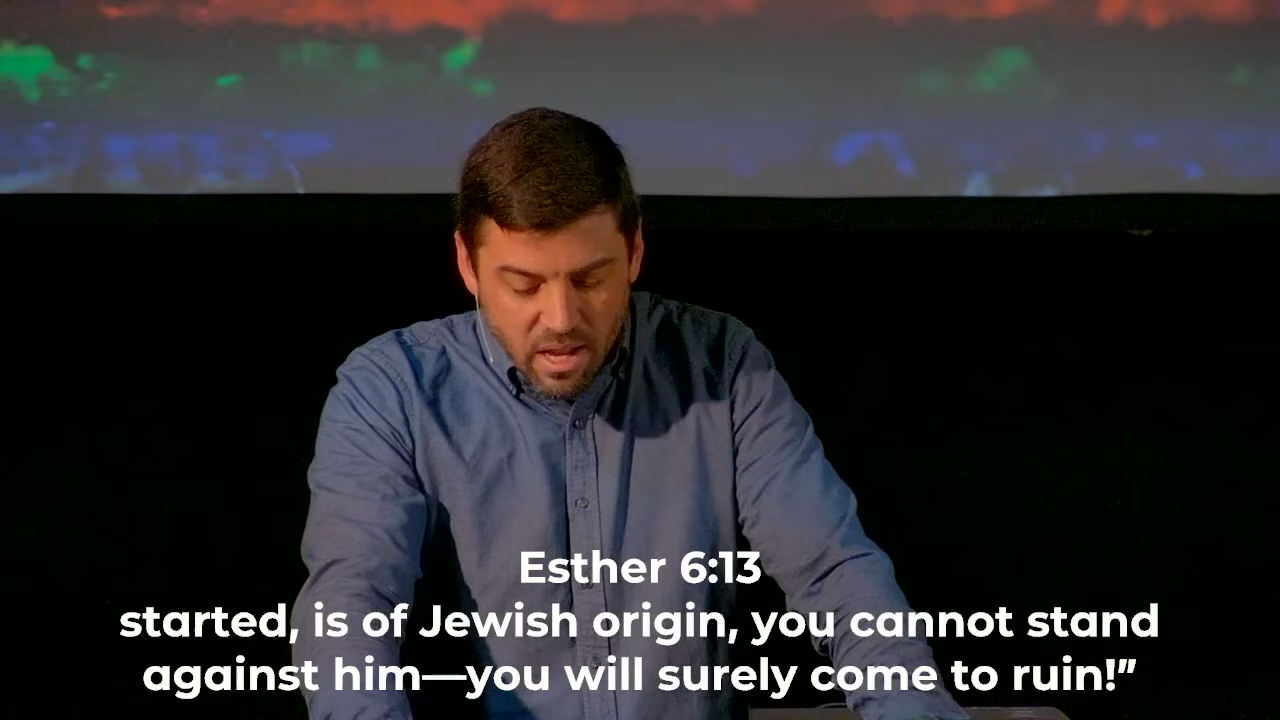 Esther 6:13
started, is of Jewish origin, you cannot stand
against him—you will surely come to ruin!”